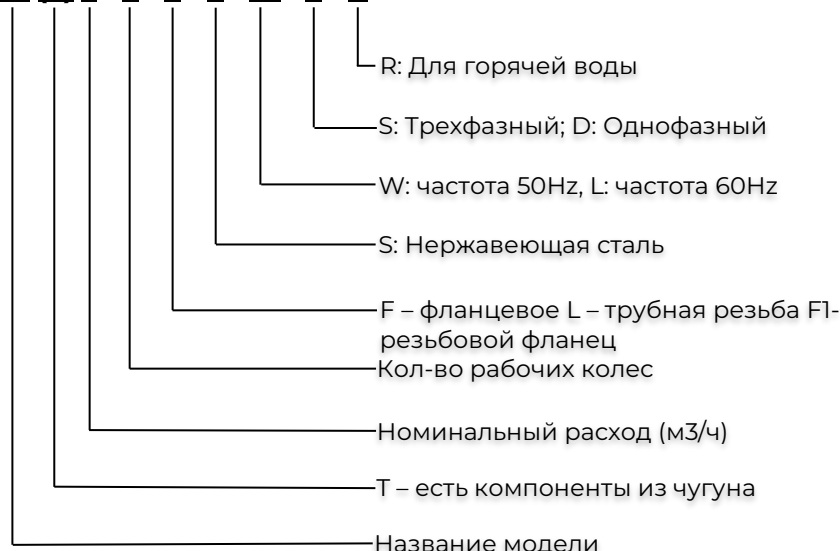 R: Для горячей воды
S: Трехфазный; D: Однофазный
W: частота 50Hz, L: частота 60Hz
S: Нержавеющая сталь
F – фланцевое L – трубная резьба F1-
резьбовой фланец
Кол-во рабочих колес
Номинальный расход (м3/ч)
T – есть компоненты из чугуна
Название модели